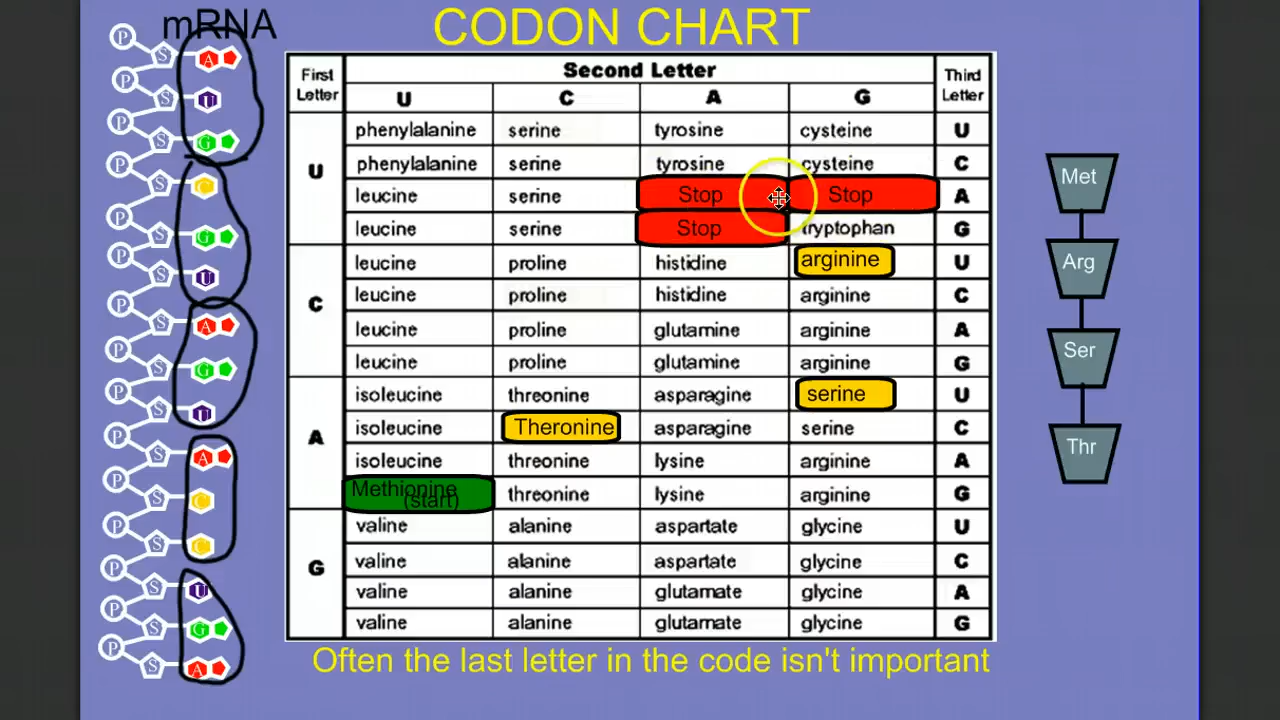 mRNA
CODON CHART
First Letter
Second Letter
Third Letter
U C A G
phenylalanine serine tyrosine cysteine U
U phenylalanine serine tyrosine cysteine C
leucine serine Stop Stop A
leucine serine Stop tryptophan G
leucine proline histidine arginine U
C leucine proline histidine arginine C
leucine proline glutamine arginine A
leucine proline glutamine arginine G
isoleucine threonine asparagine serine U
A isoleucine Theronine asparagine serine C
isoleucine threonine lysine arginine A
Methionine (start) threonine lysine arginine G
valine alanine aspartate glycine U
G valine alanine aspartate glycine C
valine alanine glutamate glycine A
valine alanine glutamate glycine G
Often the last letter in the code isn't important
P S A
P S U
P S G
P S C
P S G
P S U
P S A
P S G
P S U
P S A
P S C
P S C
P S U
P S G
P S A
Met
Arg
Ser
Thr